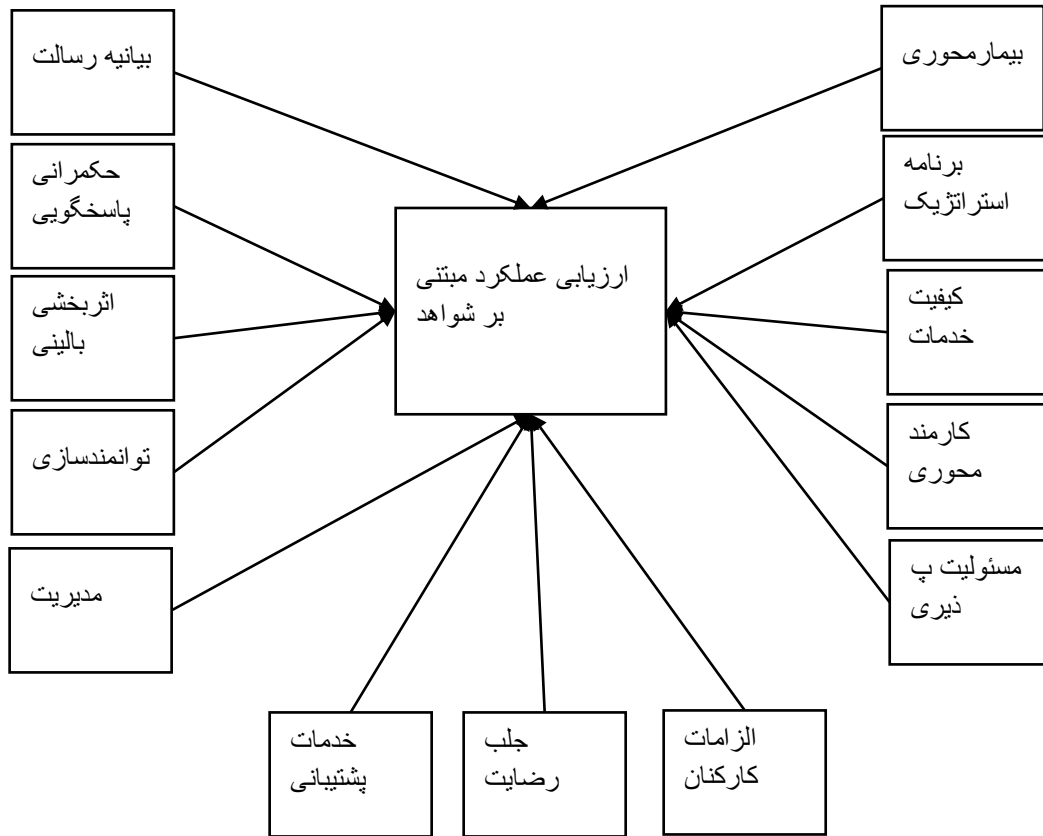 بیمارمحوری
بیانیه رسالت
برنامه
استراتژیک
حکمرانی
پاسخگویی
ارزیابی عملکرد مبتنی
بر شواهد
کیفیت
خدمات
اثربخشی
بالینی
کارمند
محوری
توانمندسازی
مسئولیت پ
ذیری
مدیریت
الزامات
کارکنان
جلب
رضایت
خدمات
پشتیبانی